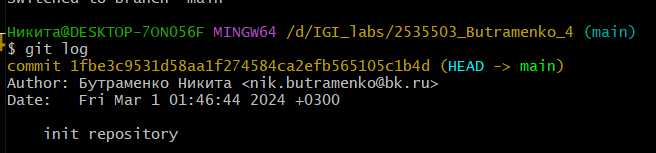 Switched to branch 'main'
Никита@DESKTOP-7ONO56F MINGW64 /d/IGI_labs/2535503_Butramenko_4 (main)
$ git log
commit 1fbe3c9531d58aa1f274584ca2efb565105c1b4d (HEAD -> main)
Author: Бутраменко Никита <nik.butramenko@bk.ru>
Date:   Fri Mar 1 01:46:44 2024 +0300
    init repository